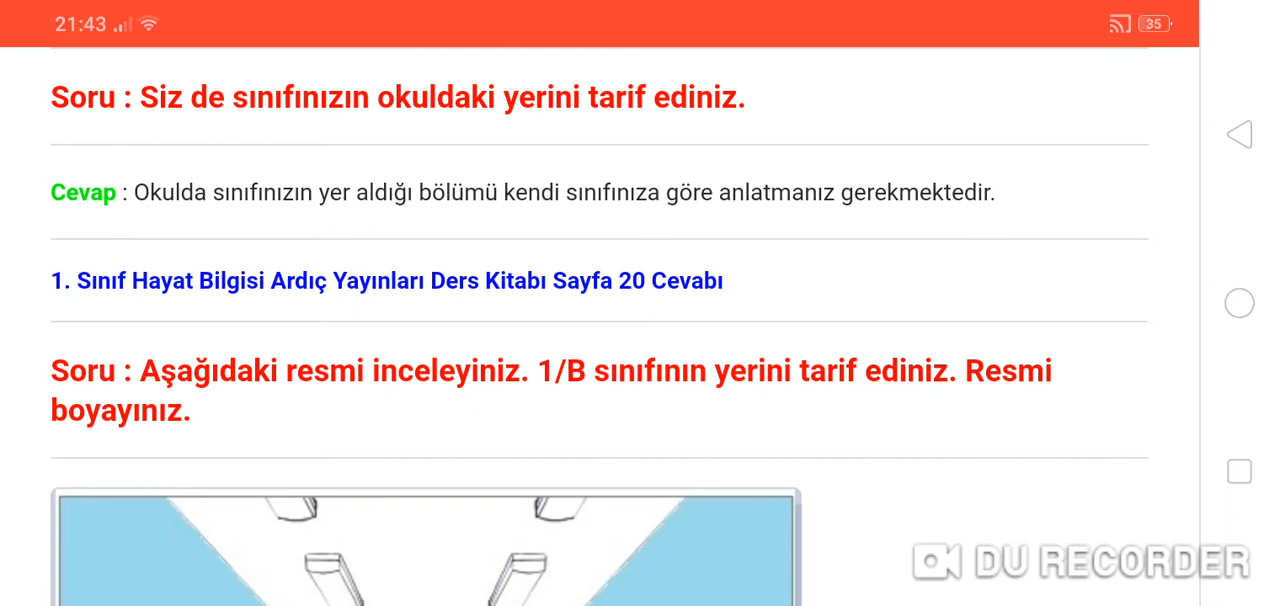 21:43
35
Soru : Siz de sınıfınızın okuldaki yerini tarif ediniz.
Cevap : Okulda sınıfınızın yer aldığı bölümü kendi sınıfınıza göre anlatmanız gerekmektedir.
1. Sınıf Hayat Bilgisi Ardıç Yayınları Ders Kitabı Sayfa 20 Cevabı
Soru : Aşağıdaki resmi inceleyiniz. 1/B sınıfının yerini tarif ediniz. Resmi
boyayınız.
DU RECORDER